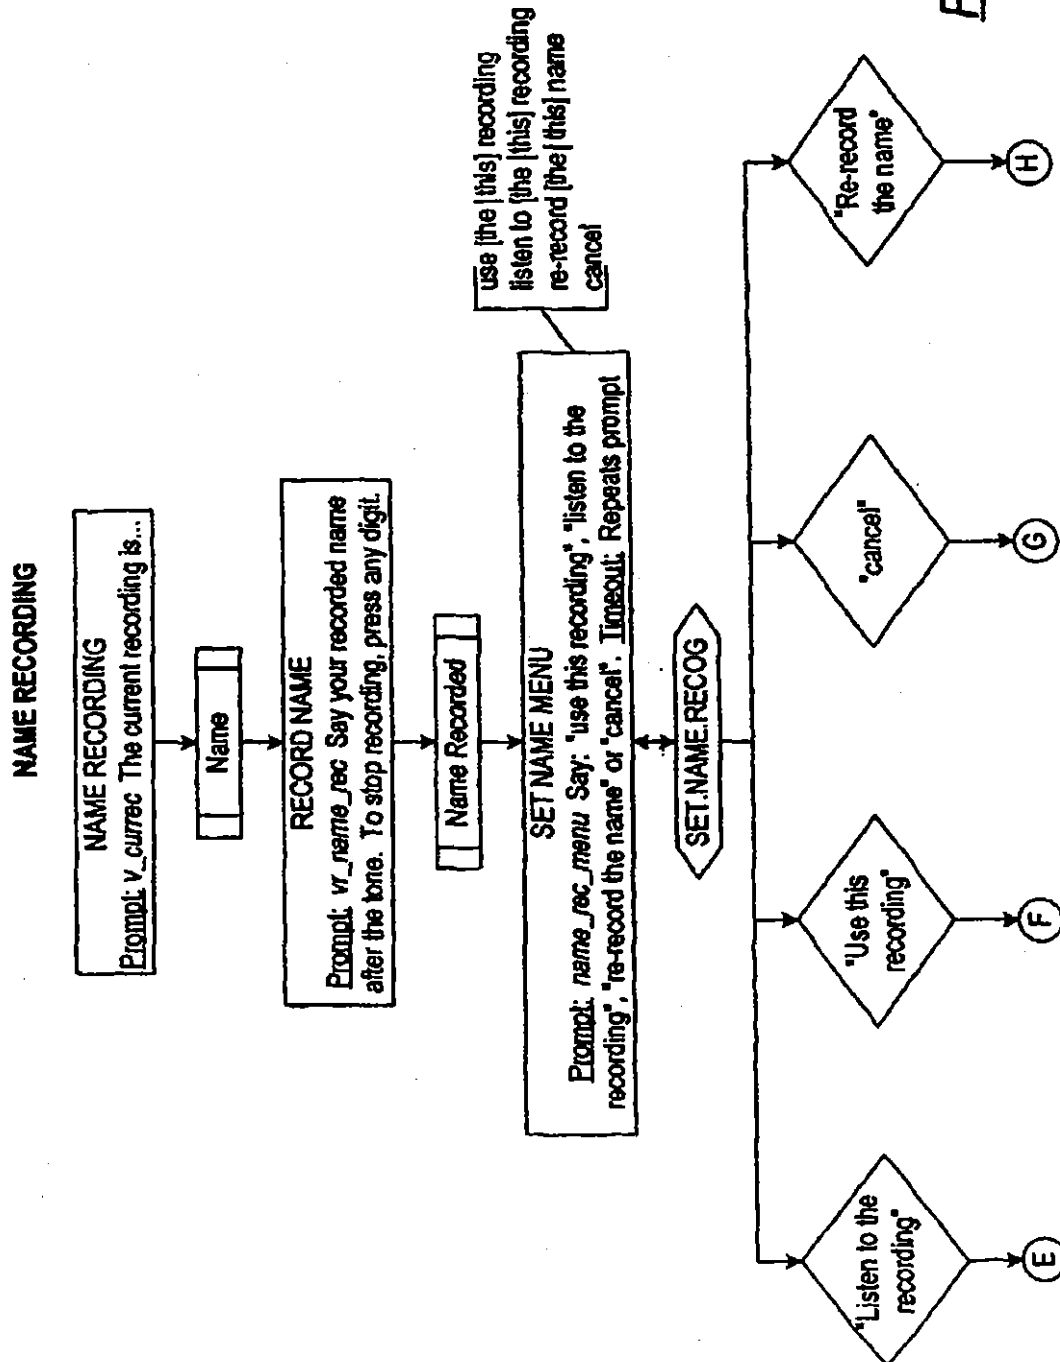 NAME RECORDING
NAME RECORDING
Prompt: v_currec The current recording is...
Name
RECORD NAME
Prompt: vr_name_rec Say your recorded name
after the tone. To stop recording, press any digit.
Name Recorded
SET NAME MENU
Prompt: name_rec_menu Say: "use this recording", "listen to the
recording", "re-record the name" or "cancel". Timeout: Repeats prompt
use [the|this] recording
listen to [the|this] recording
re-record [the|this] name
cancel
SET.NAME.RECOG
"Listen to the
recording"
"Use this
recording"
"cancel"
"Re-record
the name"
E
F
G
H